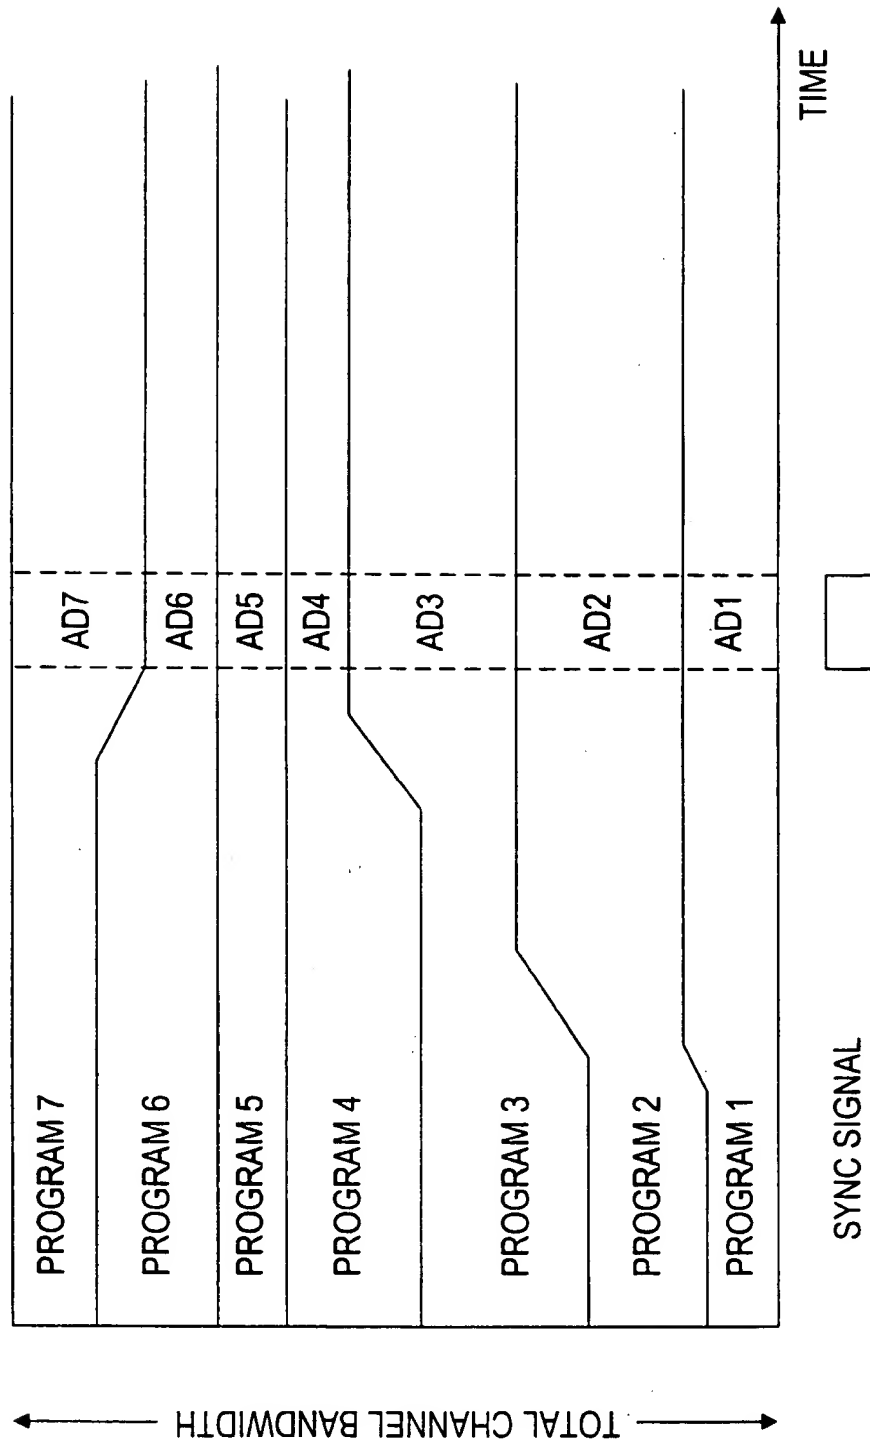 TOTAL CHANNEL BANDWIDTH
PROGRAM 7
AD7
PROGRAM 6
AD6
PROGRAM 5
AD5
PROGRAM 4
AD4
PROGRAM 3
AD3
PROGRAM 2
AD2
PROGRAM 1
AD1
TIME
SYNC SIGNAL